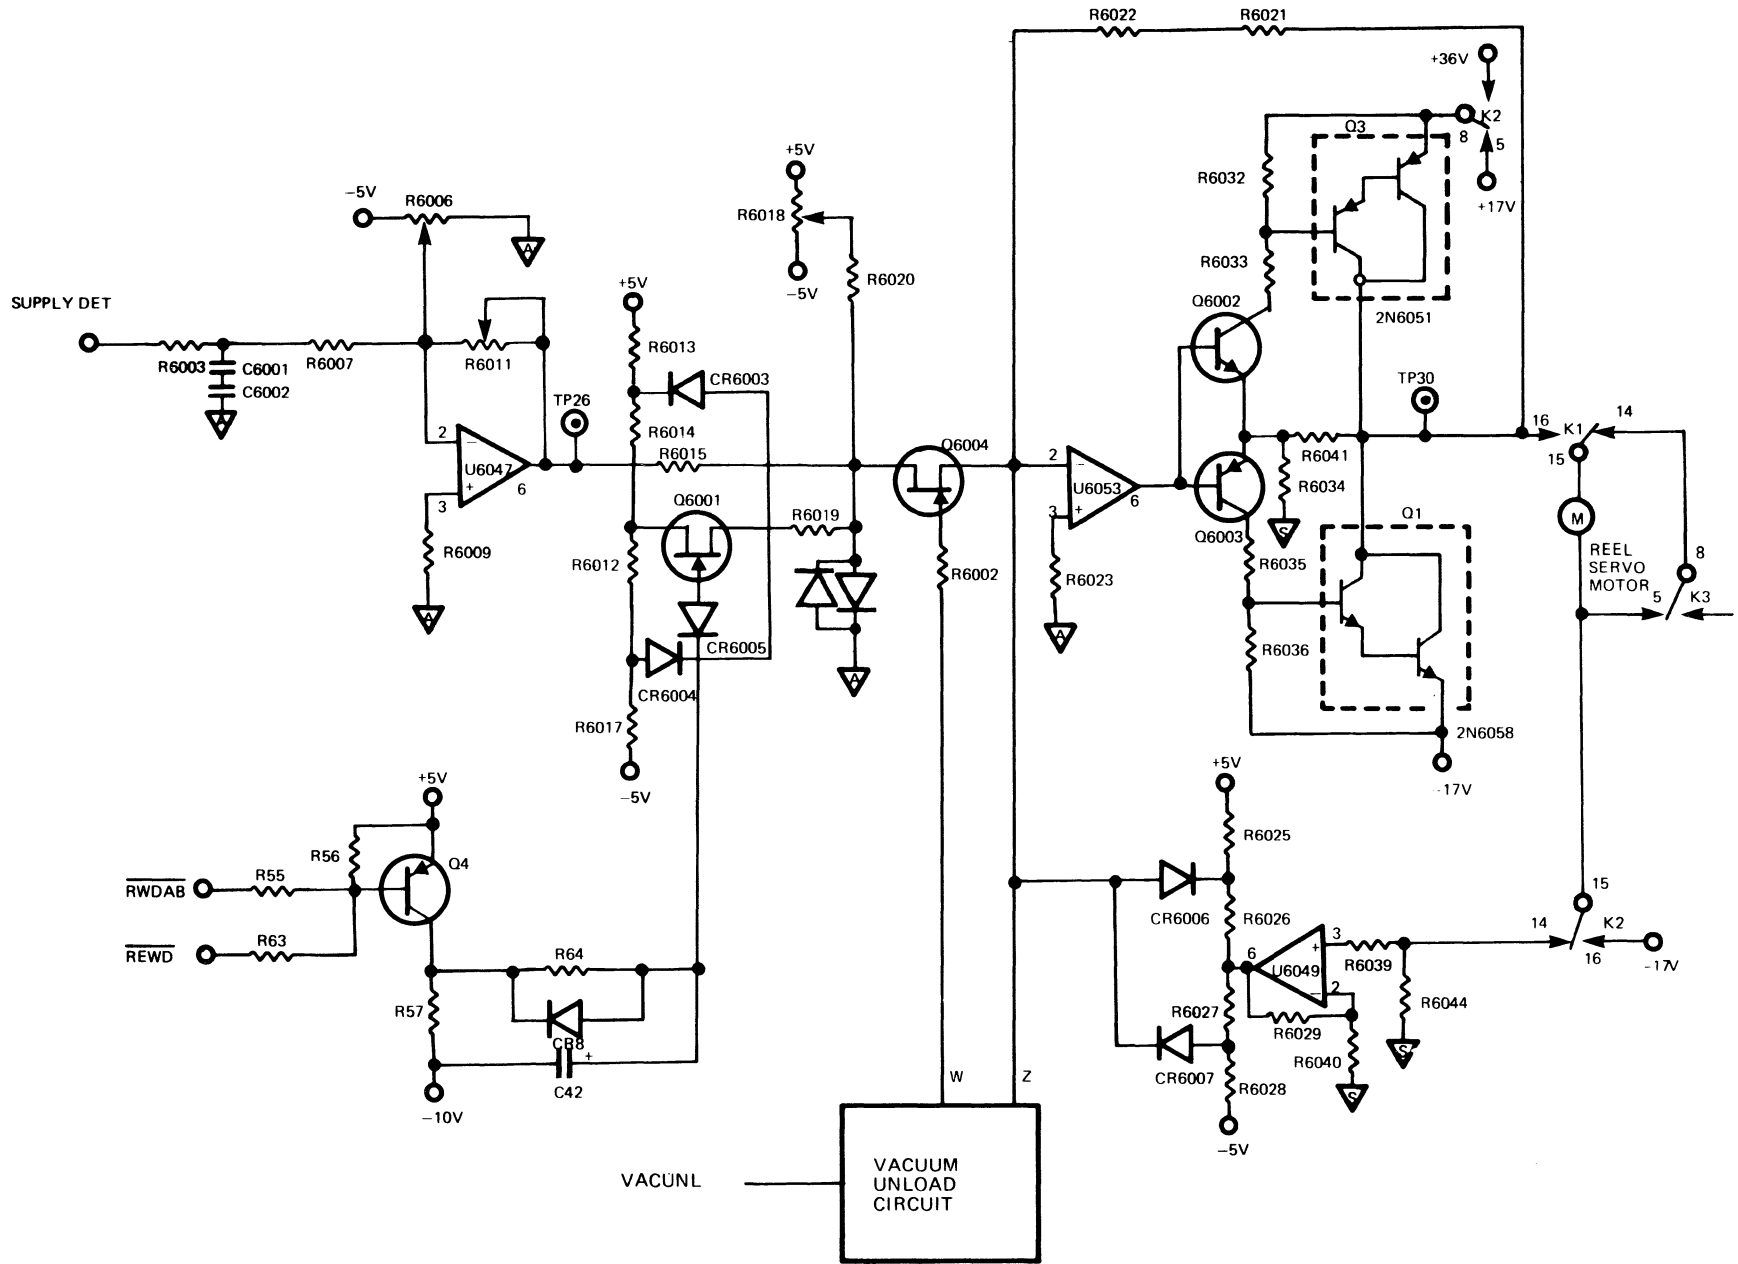 R6022
R6021
+36V
K2
8
5
+17V
Q3
R6032
R6033
Q6002
2N6051
+5V
R6018
-5V
R6020
-5V
R6006
A
SUPPLY DET
R6003
C6001
C6002
A
R6007
R6011
TP26
2
-
U6047
+
3
6
R6009
A
+5V
R6013
CR6003
R6014
R6015
Q6001
R6019
R6012
CR6005
CR6004
R6017
-5V
A
Q6004
R6002
2
-
U6053
+
3
6
R6023
A
TP30
16
K1
14
15
R6041
R6034
S
Q6003
R6035
R6036
Q1
2N6058
-17V
M
REEL
SERVO
MOTOR
8
5
K3
+5V
R56
Q4
RWDAB
R55
REWD
R63
R64
R57
CR8
C42
+
-10V
+5V
R6025
CR6006
R6026
6
U6049
+
3
-
2
R6039
R6044
S
R6027
R6029
R6040
S
CR6007
R6028
-5V
15
14
K2
16
-17V
W
Z
VACUNL
VACUUM
UNLOAD
CIRCUIT